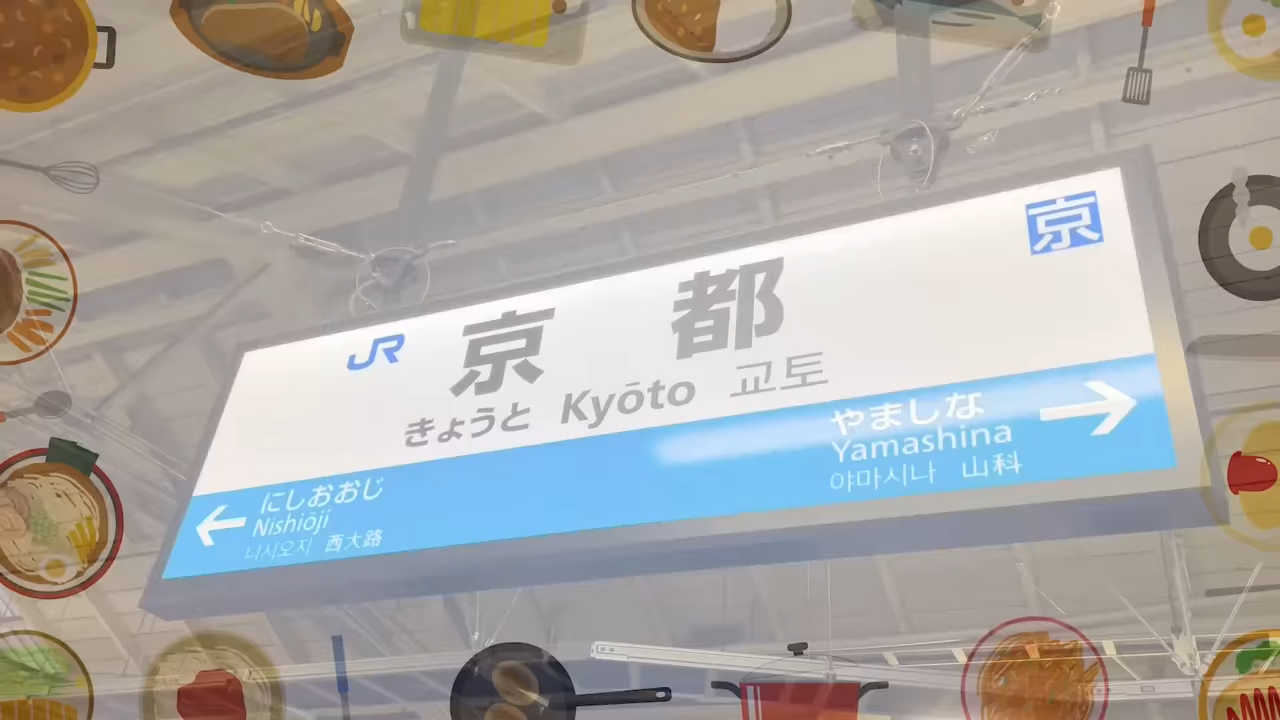 京
JR 京都
きょうと Kyōto 교토
やましな
Yamashina
야마시나 山科
にしおおじ
Nishiōji
니시오지 西大路